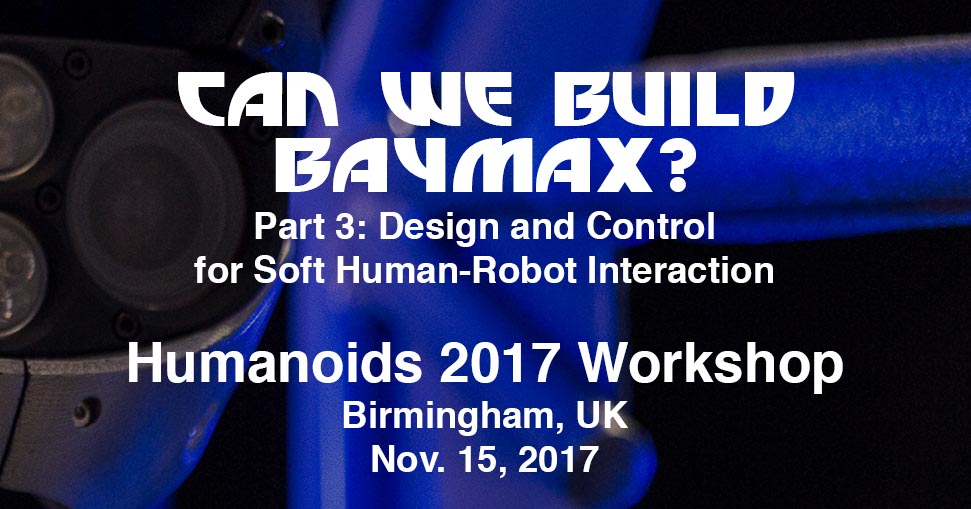 CAN WE BUILD
BAYMAX?
Part 3: Design and Control
for Soft Human-Robot Interaction
Humanoids 2017 Workshop
Birmingham, UK
Nov. 15, 2017